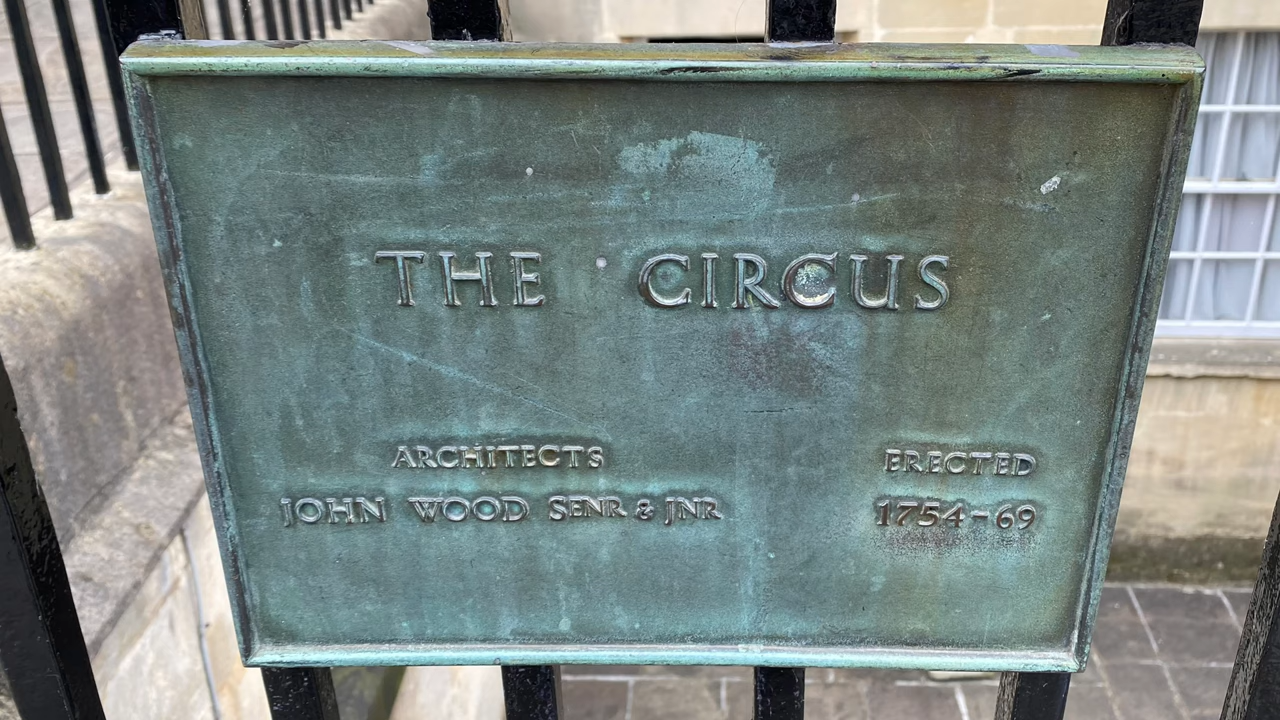 THE CIRCUS
ARCHITECTS
JOHN WOOD SENR & JNR
ERECTED
1754-69